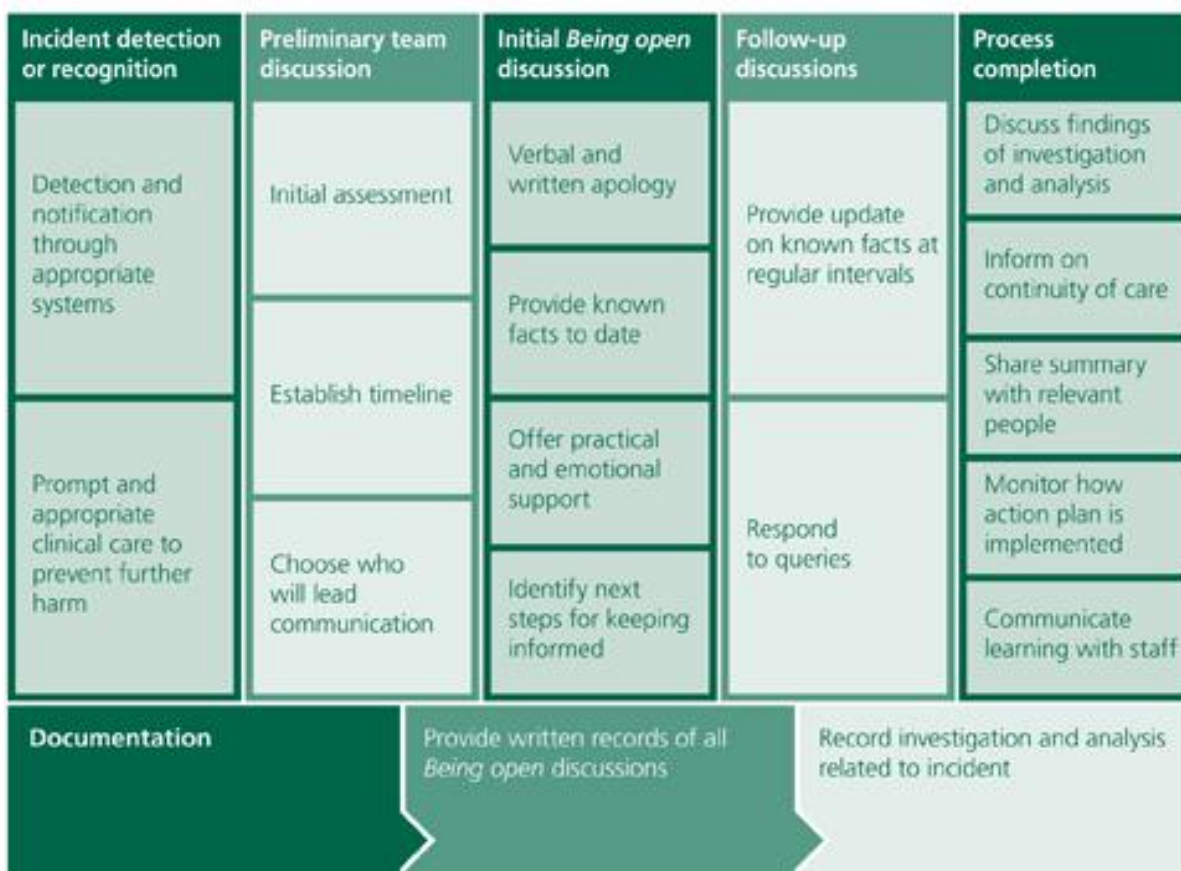 Incident detection
or recognition
Detection and
notification
through
appropriate
systems
Prompt and
appropriate
clinical care to
prevent further
harm
Preliminary team
discussion
Initial assessment
Establish timeline
Choose who
will lead
communication
Initial Being open
discussion
Verbal and
written apology
Provide known
facts to date
Offer practical
and emotional
support
Identify next
steps for keeping
informed
Follow-up
discussions
Provide update
on known facts at
regular intervals
Respond
to queries
Process
completion
Discuss findings
of investigation
and analysis
Inform on
continuity of care
Share summary
with relevant
people
Monitor how
action plan is
implemented
Communicate
learning with staff
Documentation
Provide written records of all
Being open discussions
Record investigation and analysis
related to incident